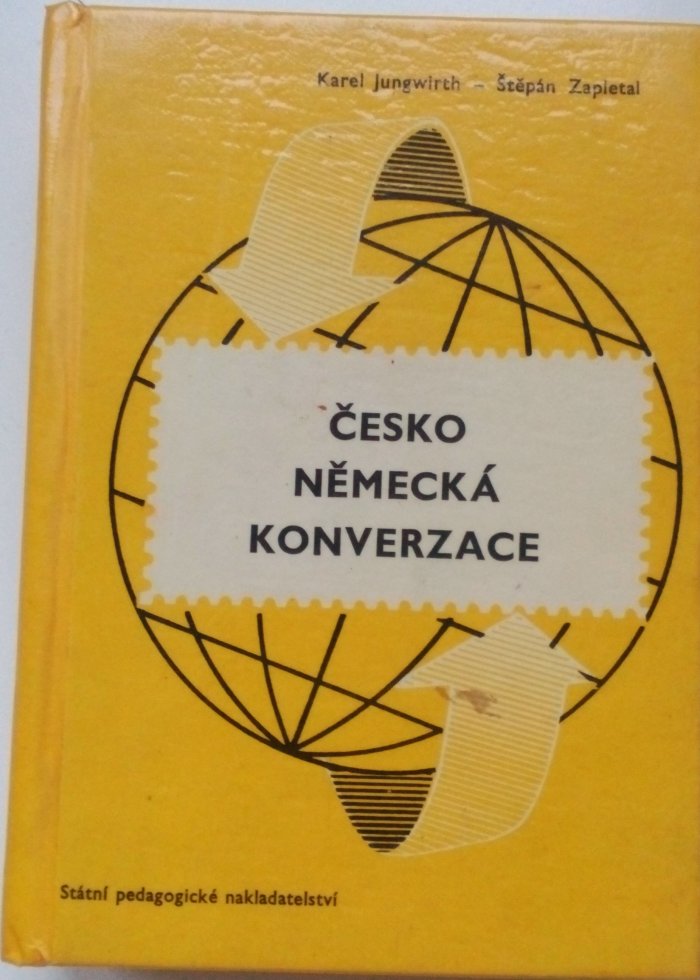 Karel Jungwirth – Štěpán Zapletal
ČESKO
NĚMECKÁ
KONVERZACE
Státní pedagogické nakladatelství